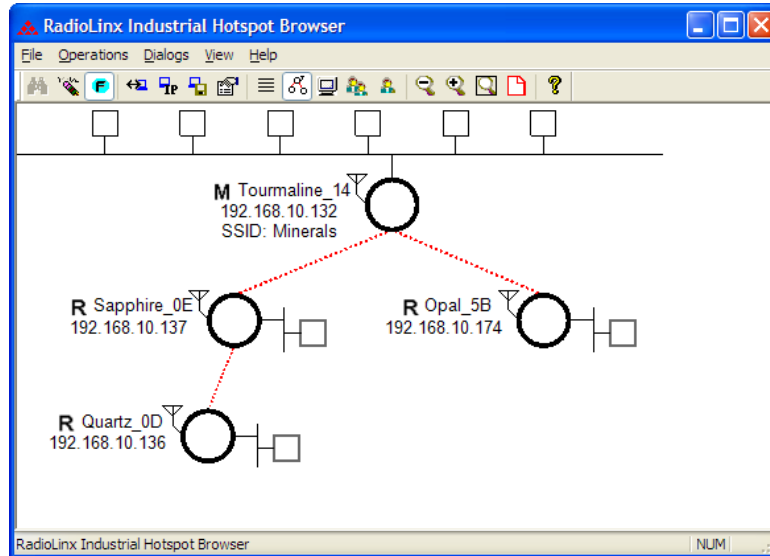 RadioLinx Industrial Hotspot Browser
File Operations Dialogs View Help
F IP ?
M Tourmaline_14
192.168.10.132
SSID: Minerals
R Sapphire_0E
192.168.10.137
R Opal_5B
192.168.10.174
R Quartz_0D
192.168.10.136
RadioLinx Industrial Hotspot Browser NUM